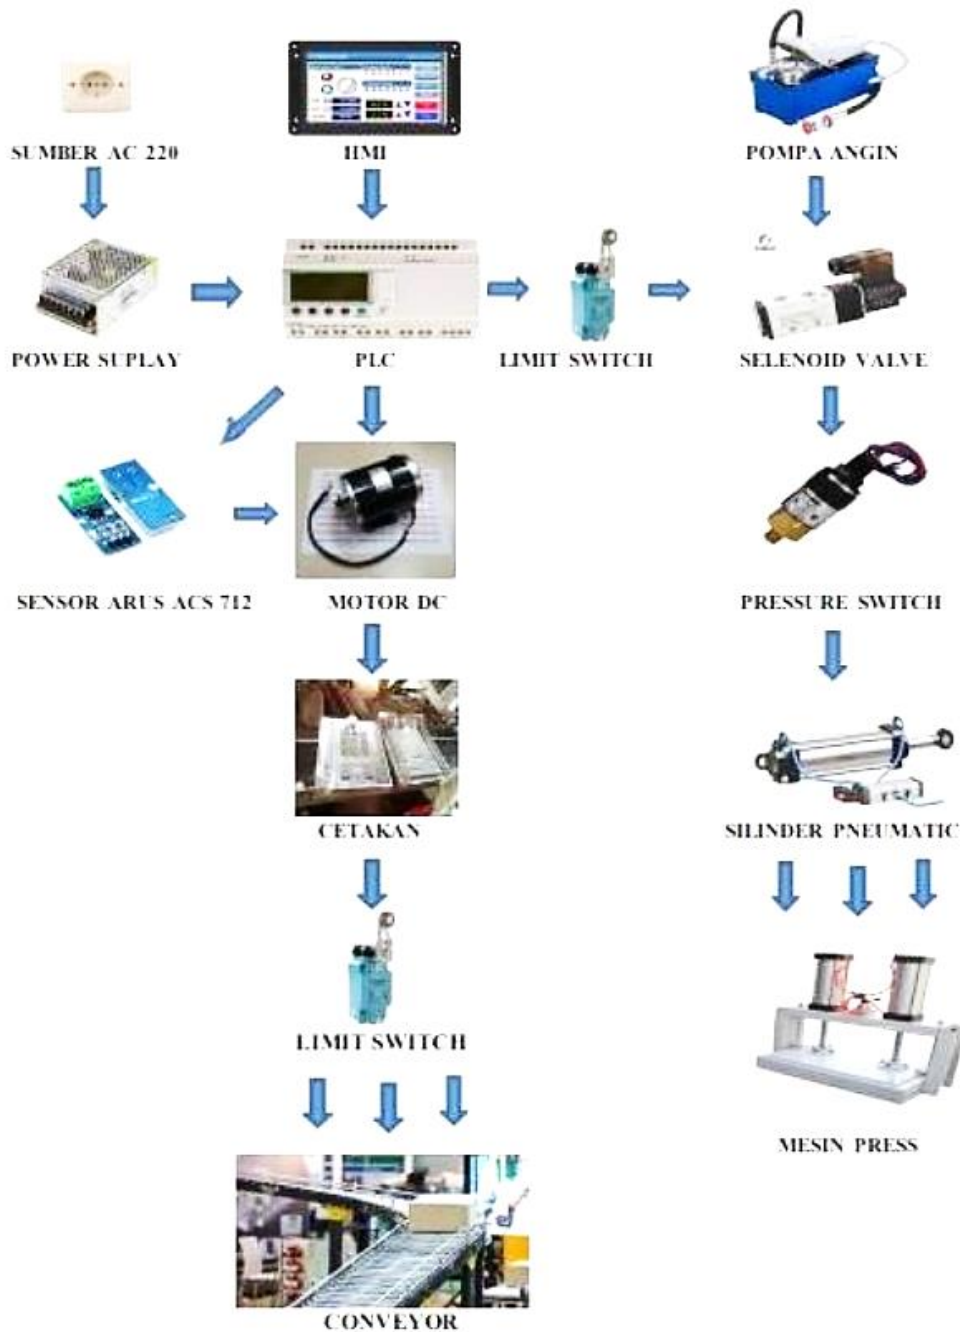 SUMBER AC 220
HMI
POMPA ANGIN
POWER SUPLAY
PLC
LIMIT SWITCH
SELENOID VALVE
SENSOR ARUS ACS 712
MOTOR DC
PRESSURE SWITCH
CETAKAN
SILINDER PNEUMATIC
LIMIT SWITCH
MESIN PRESS
CONVEYOR